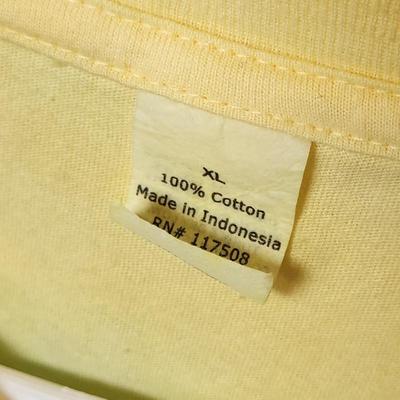 XL
100% Cotton
Made in Indonesia
RN# 117508